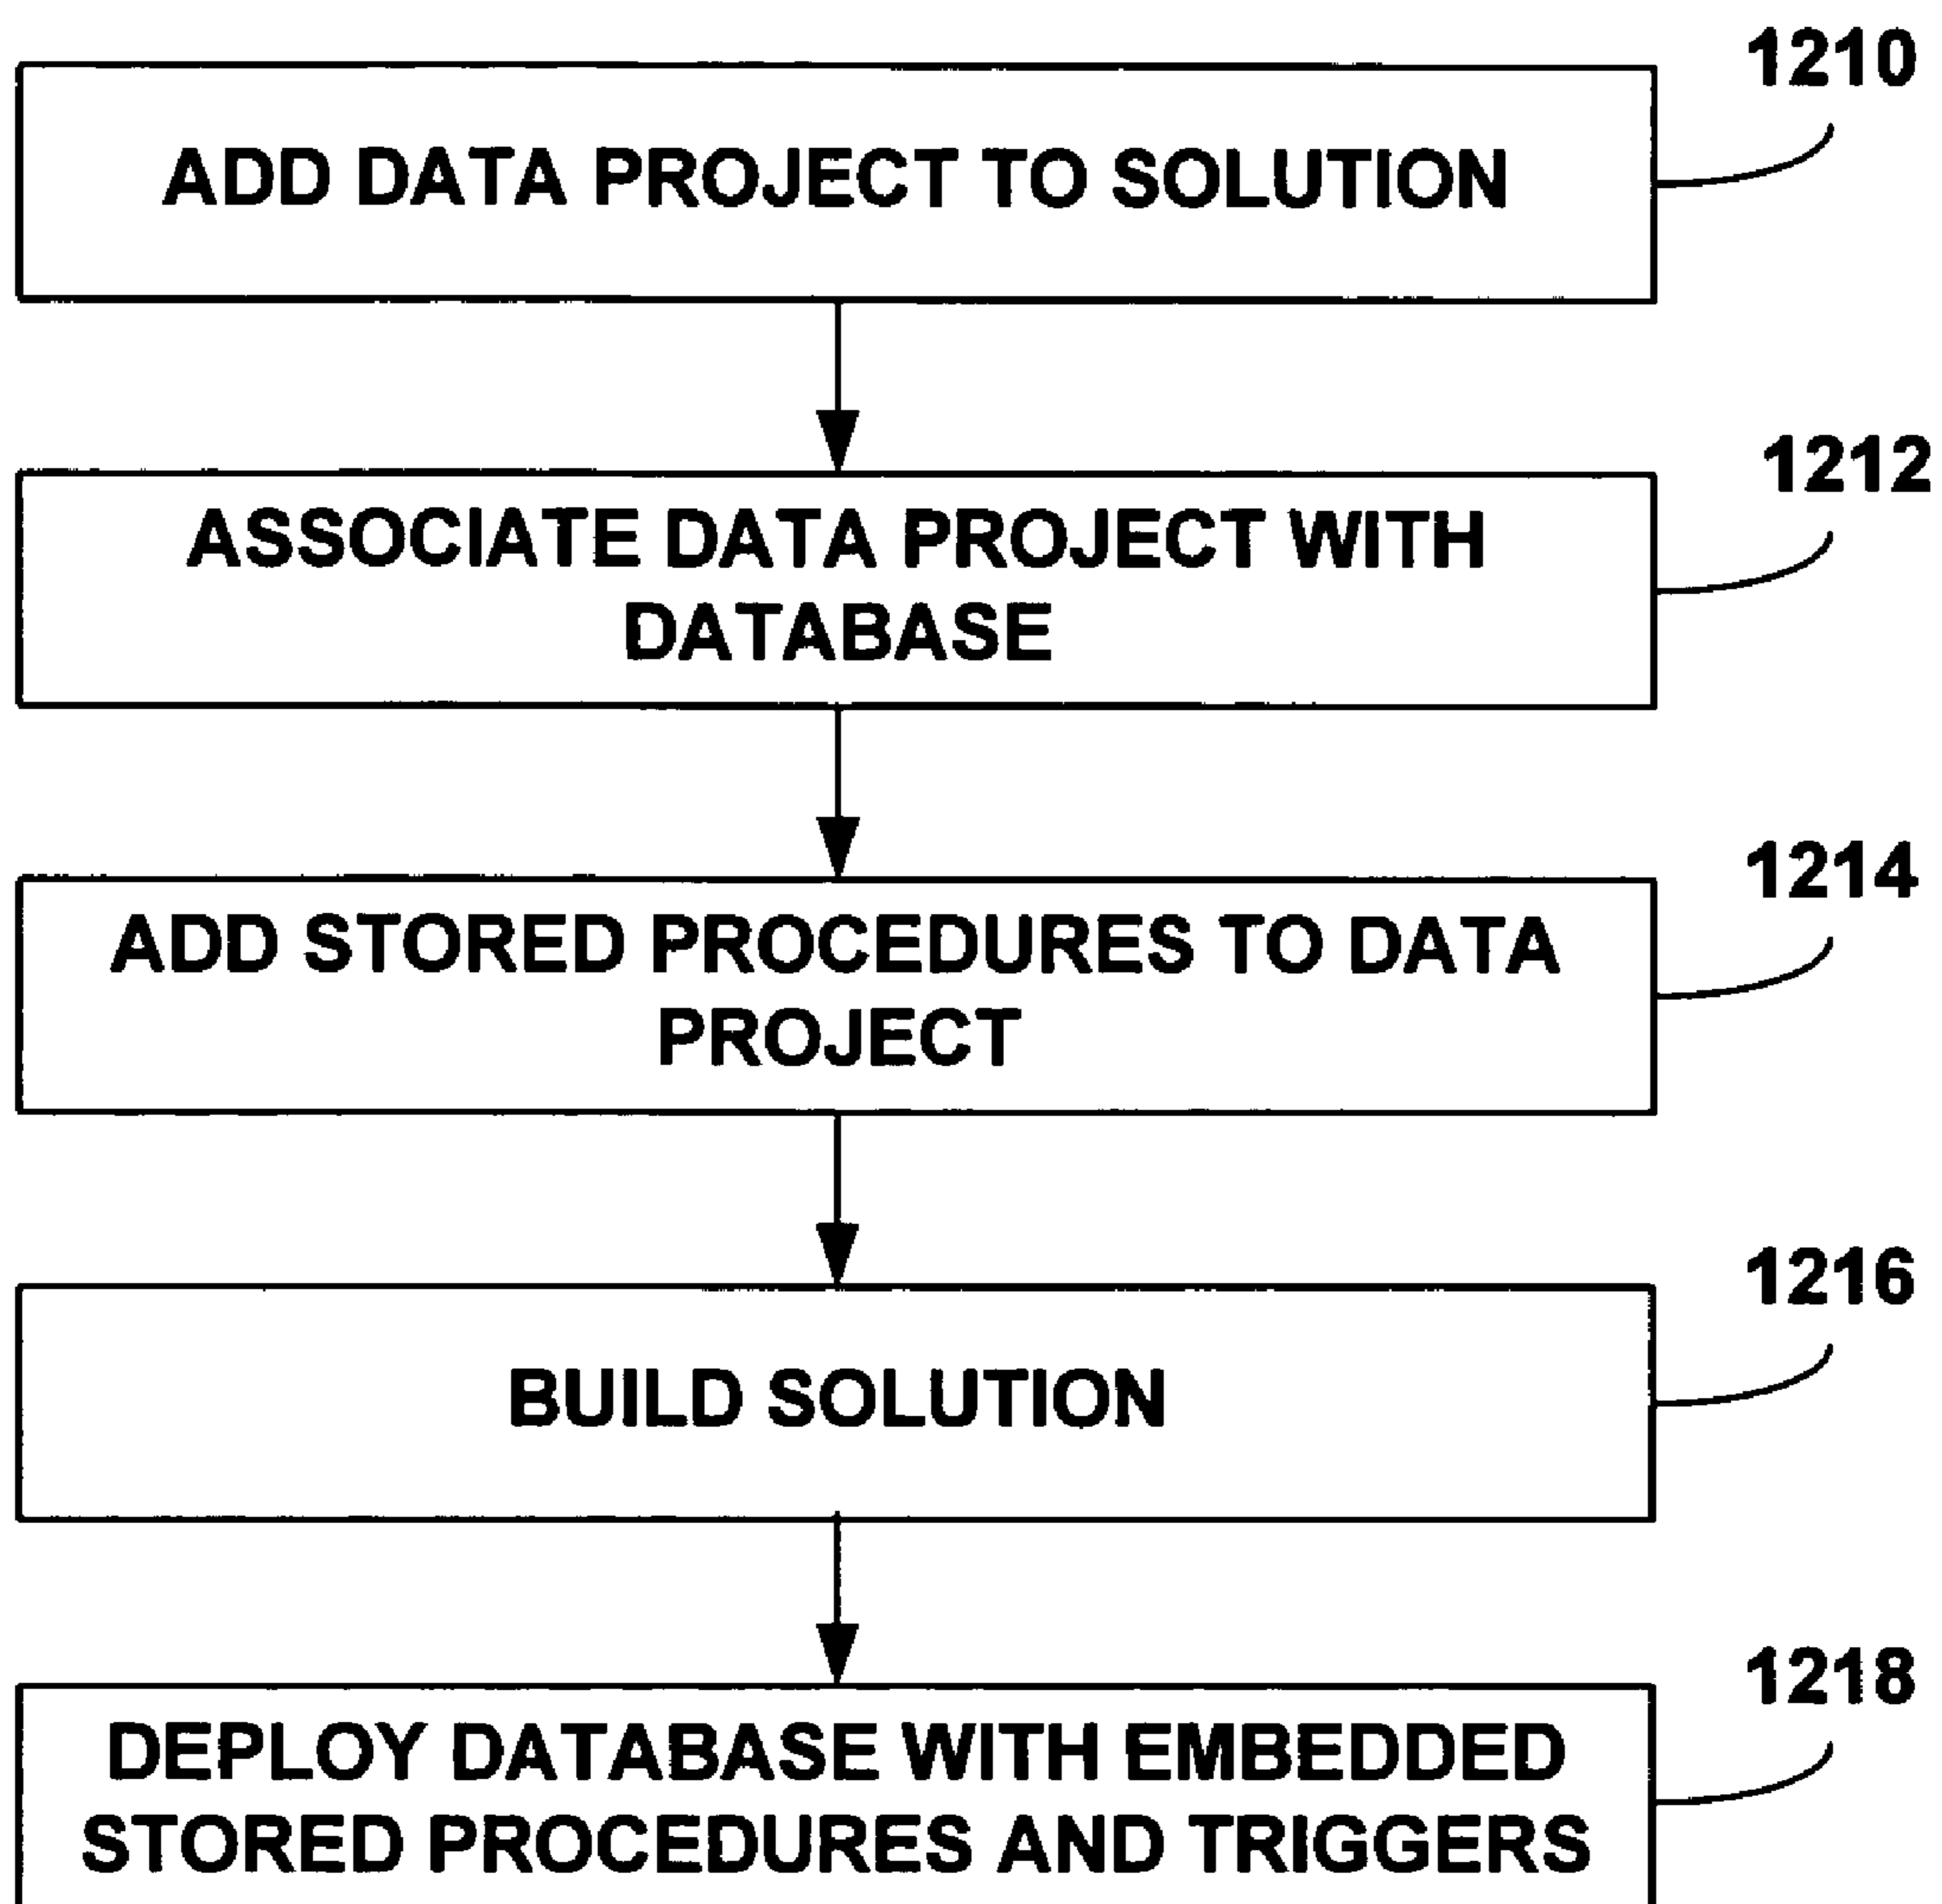 1210
ADD DATA PROJECT TO SOLUTION
1212
ASSOCIATE DATA PROJECT WITH
DATABASE
1214
ADD STORED PROCEDURES TO DATA
PROJECT
1216
BUILD SOLUTION
1218
DEPLOY DATABASE WITH EMBEDDED
STORED PROCEDURES AND TRIGGERS